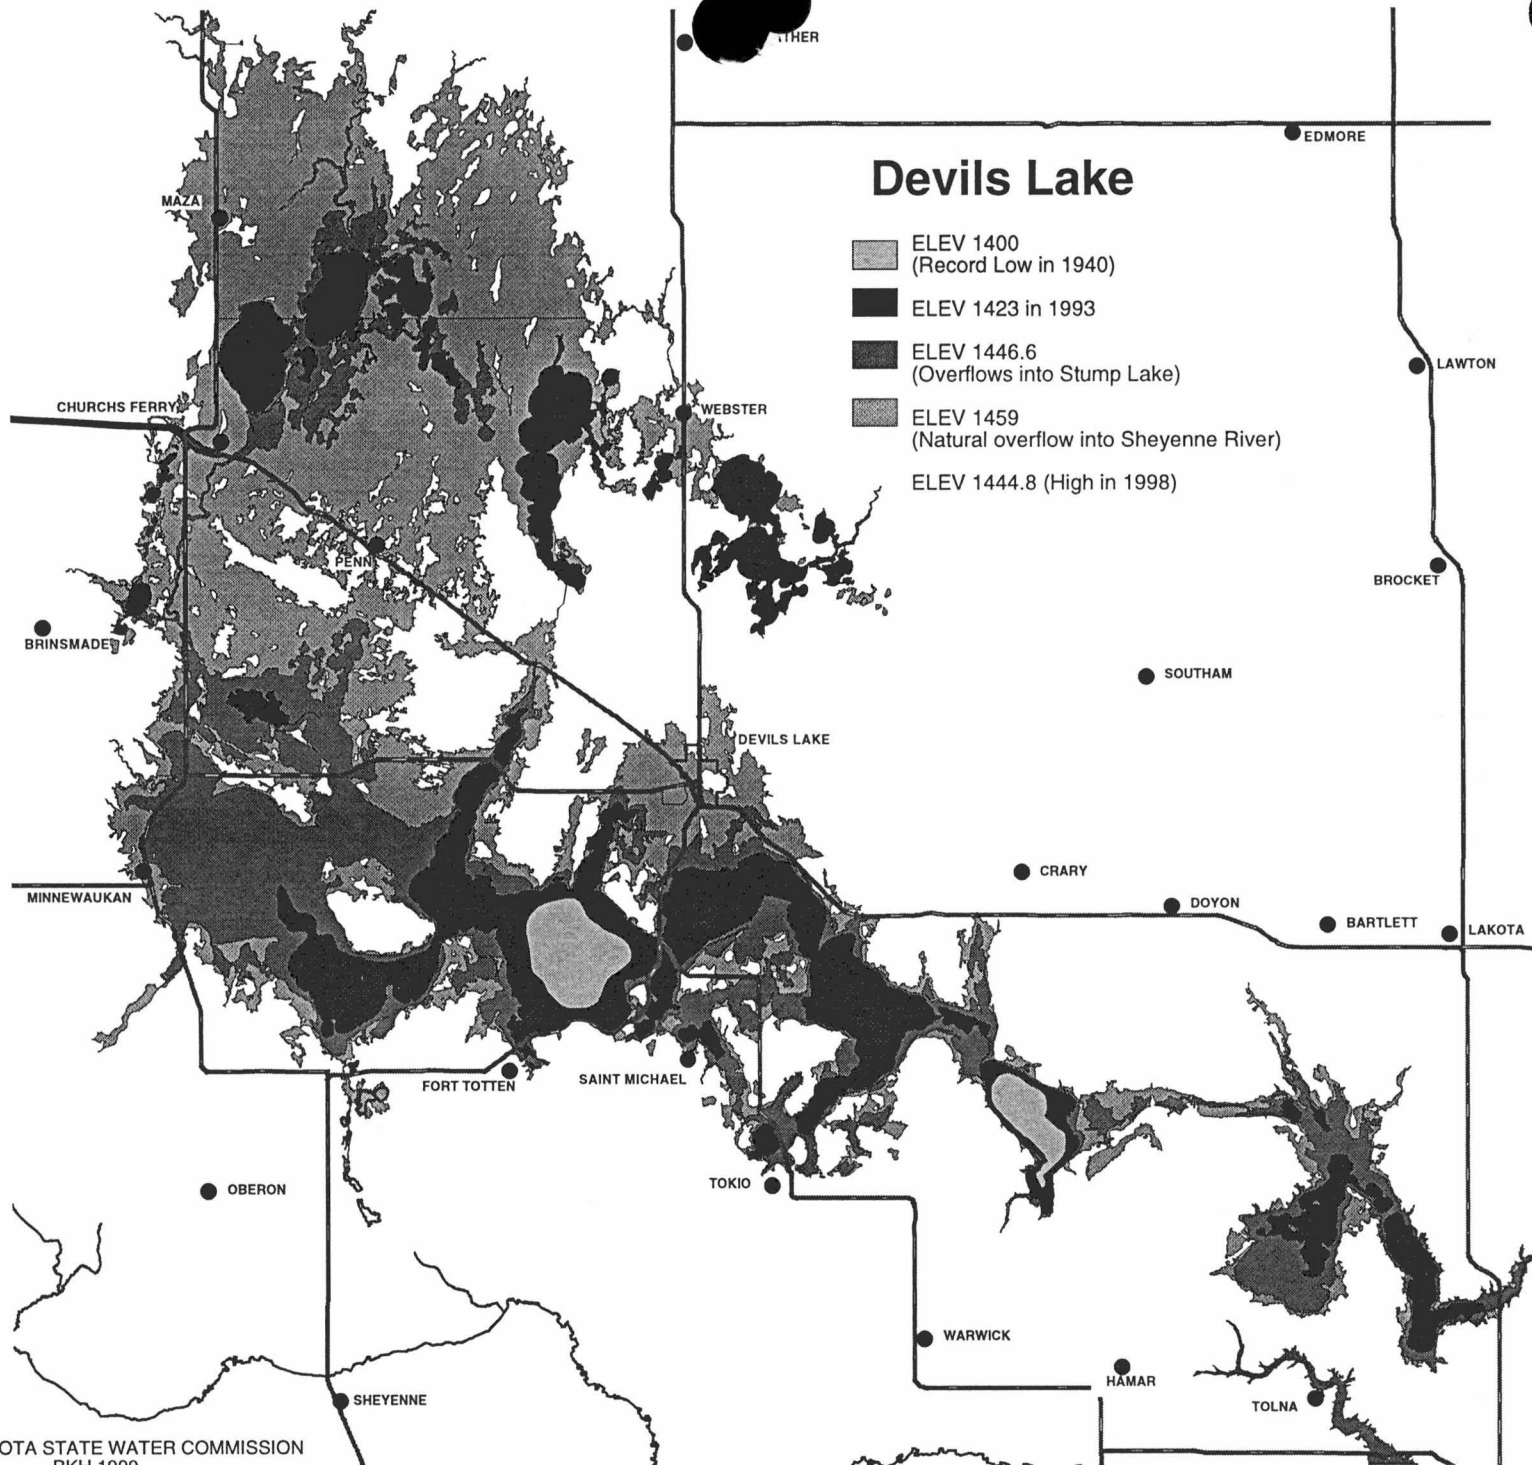 EDMORE
Devils Lake
MAZA
ELEV 1400
(Record Low in 1940)
ELEV 1423 in 1993
ELEV 1446.6
(Overflows into Stump Lake)
LAWTON
CHURCHS FERRY
WEBSTER
ELEV 1459
(Natural overflow into Sheyenne River)
ELEV 1444.8 (High in 1998)
PENN
BROCKET
BRINSMADE
SOUTHAM
DEVILS LAKE
CRARY
MINNEWAUKAN
DOYON
BARTLETT
LAKOTA
FORT TOTTEN
SAINT MICHAEL
TOKIO
OBERON
WARWICK
HAMAR
SHEYENNE
TOLNA
STATE WATER COMMISSION